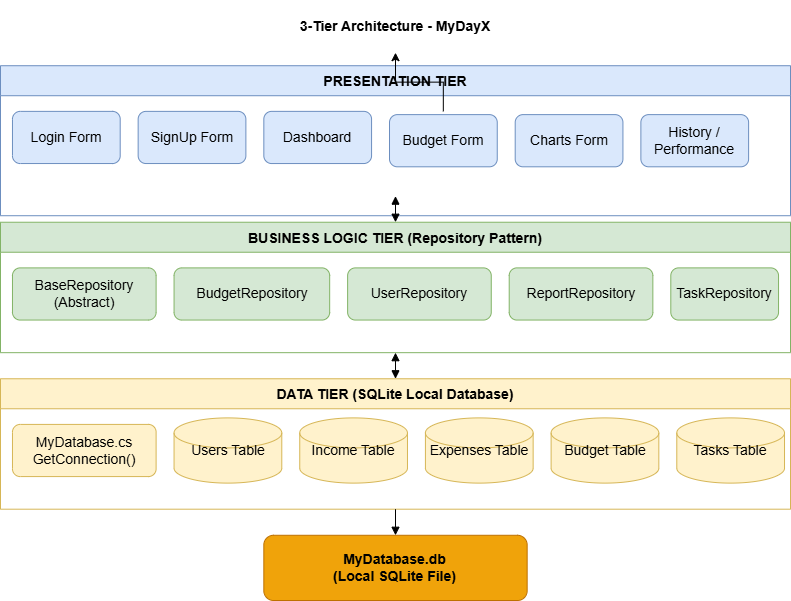 3-Tier Architecture - MyDayX
PRESENTATION TIER
Login Form
SignUp Form
Dashboard
Budget Form
Charts Form
History /
Performance
BUSINESS LOGIC TIER (Repository Pattern)
BaseRepository
(Abstract)
BudgetRepository
UserRepository
ReportRepository
TaskRepository
DATA TIER (SQLite Local Database)
MyDatabase.cs
GetConnection()
Users Table
Income Table
Expenses Table
Budget Table
Tasks Table
MyDatabase.db
(Local SQLite File)